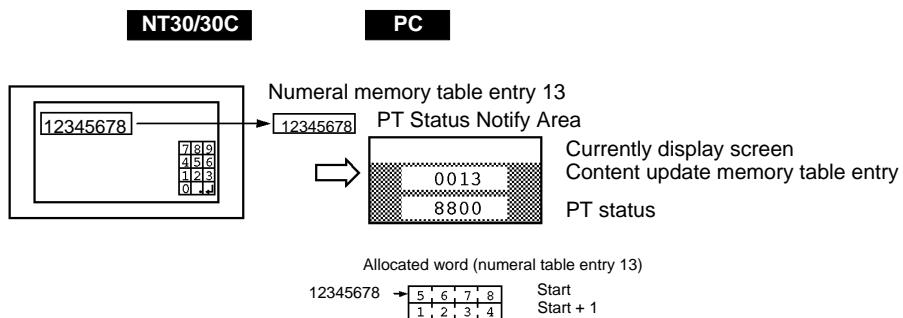 NT30/30C PC
Numeral memory table entry 13
12345678 12345678 PT Status Notify Area
7 8 9
4 5 6
1 2 3
0 . ↵
Currently display screen
0013 Content update memory table entry
8800 PT status
Allocated word (numeral table entry 13)
12345678 5 6 7 8 Start
1 2 3 4 Start + 1